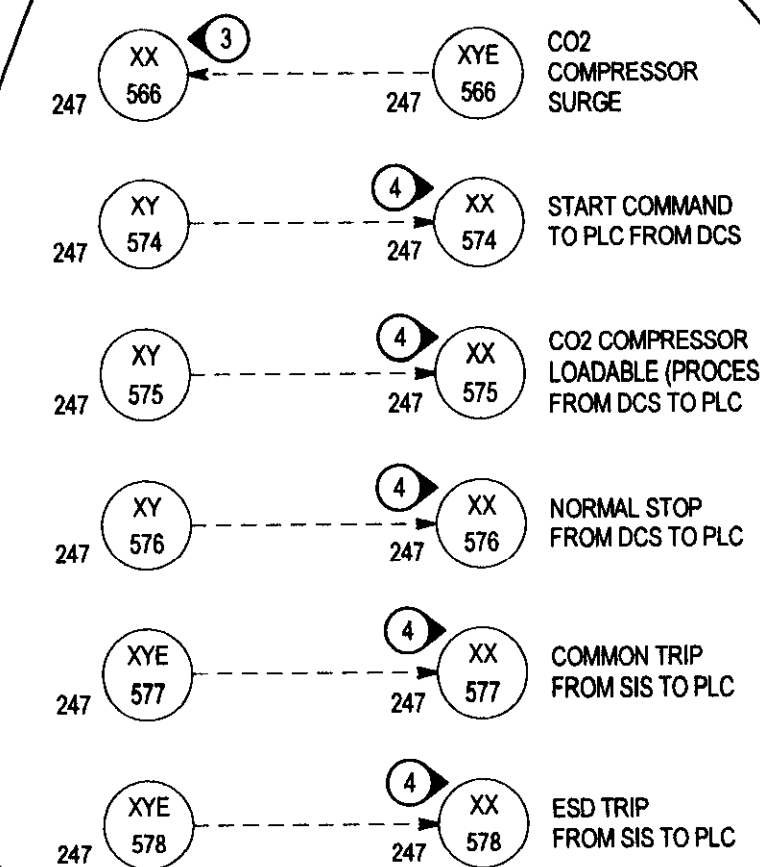 3
XX
566
247
XYE
566
247
CO2
COMPRESSOR
SURGE
XY
574
247
4
XX
574
247
START COMMAND
TO PLC FROM DCS
XY
575
247
4
XX
575
247
CO2 COMPRESSOR
LOADABLE (PROCES
FROM DCS TO PLC
XY
576
247
4
XX
576
247
NORMAL STOP
FROM DCS TO PLC
XYE
577
247
4
XX
577
247
COMMON TRIP
FROM SIS TO PLC
XYE
578
247
4
XX
578
247
ESD TRIP
FROM SIS TO PLC